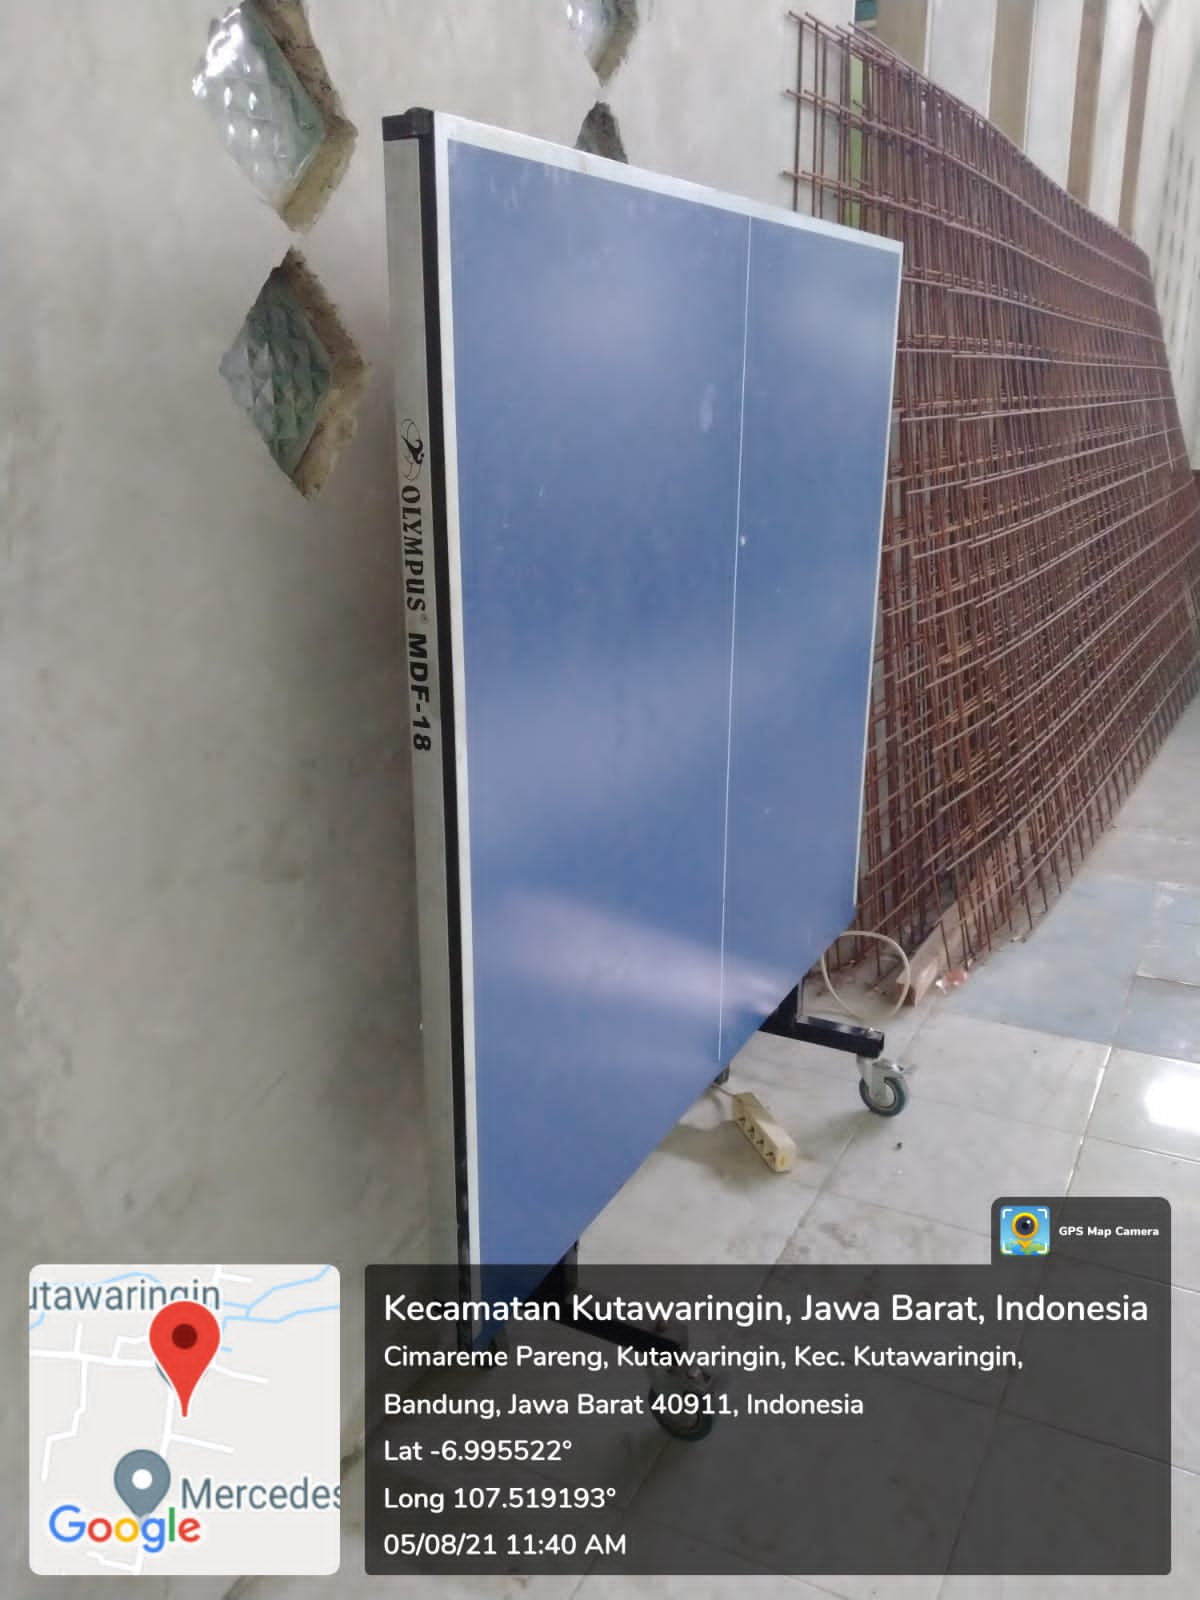 OLYMPUS® MDF-18
GPS Map Camera
utawaringin
Mercedes
Google
Kecamatan Kutawaringin, Jawa Barat, Indonesia
Cimareme Pareng, Kutawaringin, Kec. Kutawaringin,
Bandung, Jawa Barat 40911, Indonesia
Lat -6.995522°
Long 107.519193°
05/08/21 11:40 AM